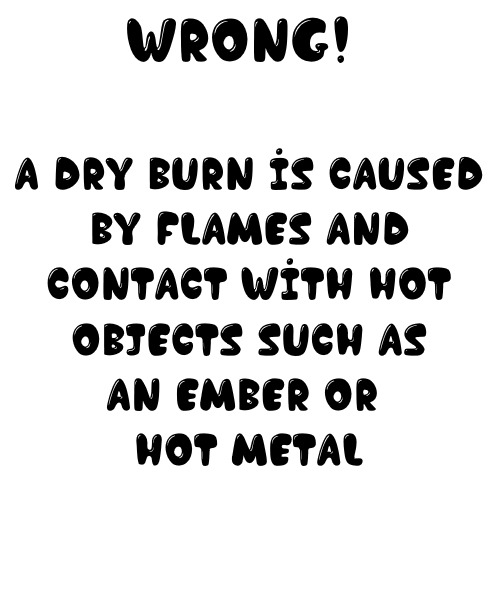 WRONG!
A DRY BURN IS CAUSED
BY FLAMES AND
CONTACT WITH HOT
OBJECTS SUCH AS
AN EMBER OR
HOT METAL